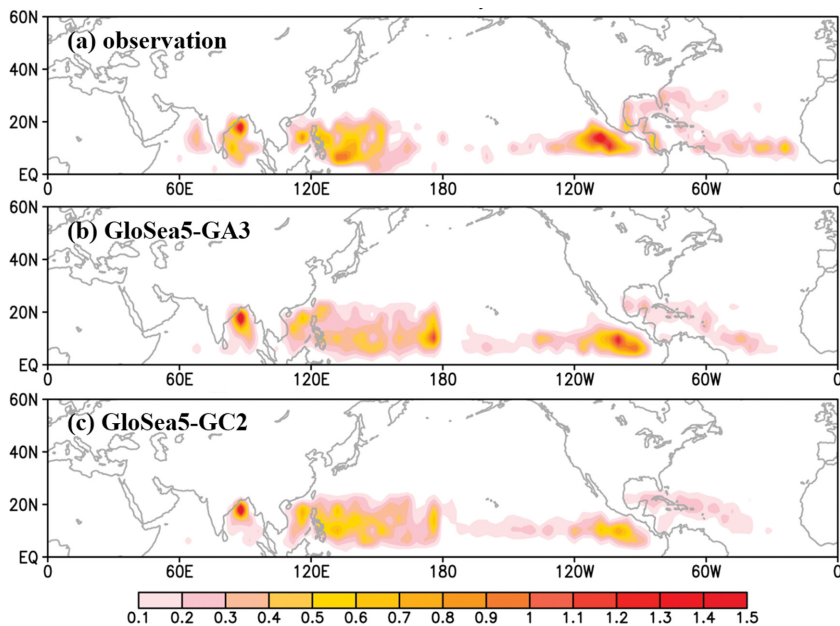 60N
(a) observation
40N
20N
EQ
0 60E 120E 180 120W 60W 0
60N
(b) GloSea5-GA3
40N
20N
EQ
0 60E 120E 180 120W 60W 0
60N
(c) GloSea5-GC2
40N
20N
EQ
0 60E 120E 180 120W 60W 0
0.1 0.2 0.3 0.4 0.5 0.6 0.7 0.8 0.9 1 1.1 1.2 1.3 1.4 1.5